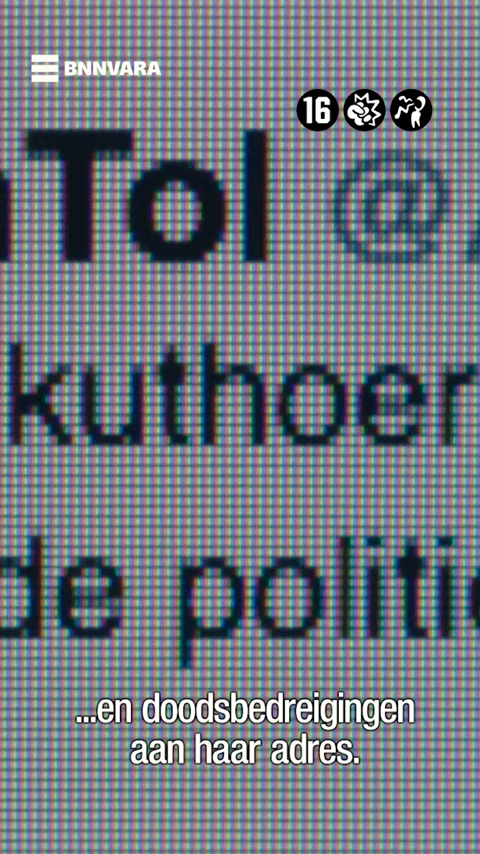 BNNVARA
16
Tol @
kuthoer
de politi
...en doodsbedreigingen
aan haar adres.